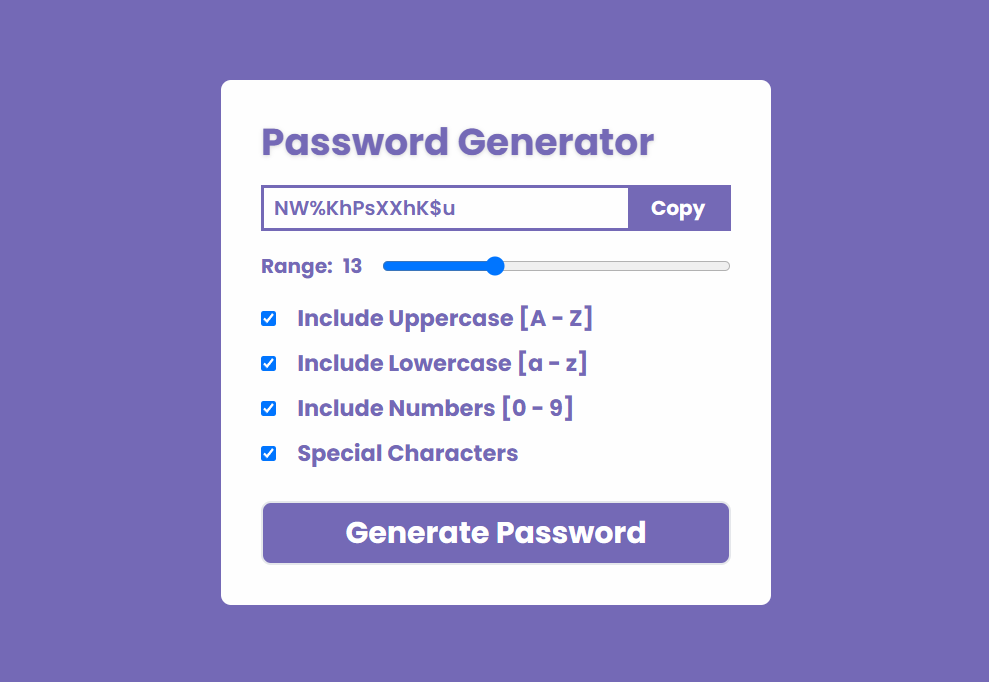 Password Generator
NW%KhPsXXhK$u Copy
Range: 13
Include Uppercase [A - Z]
Include Lowercase [a - z]
Include Numbers [0 - 9]
Special Characters
Generate Password